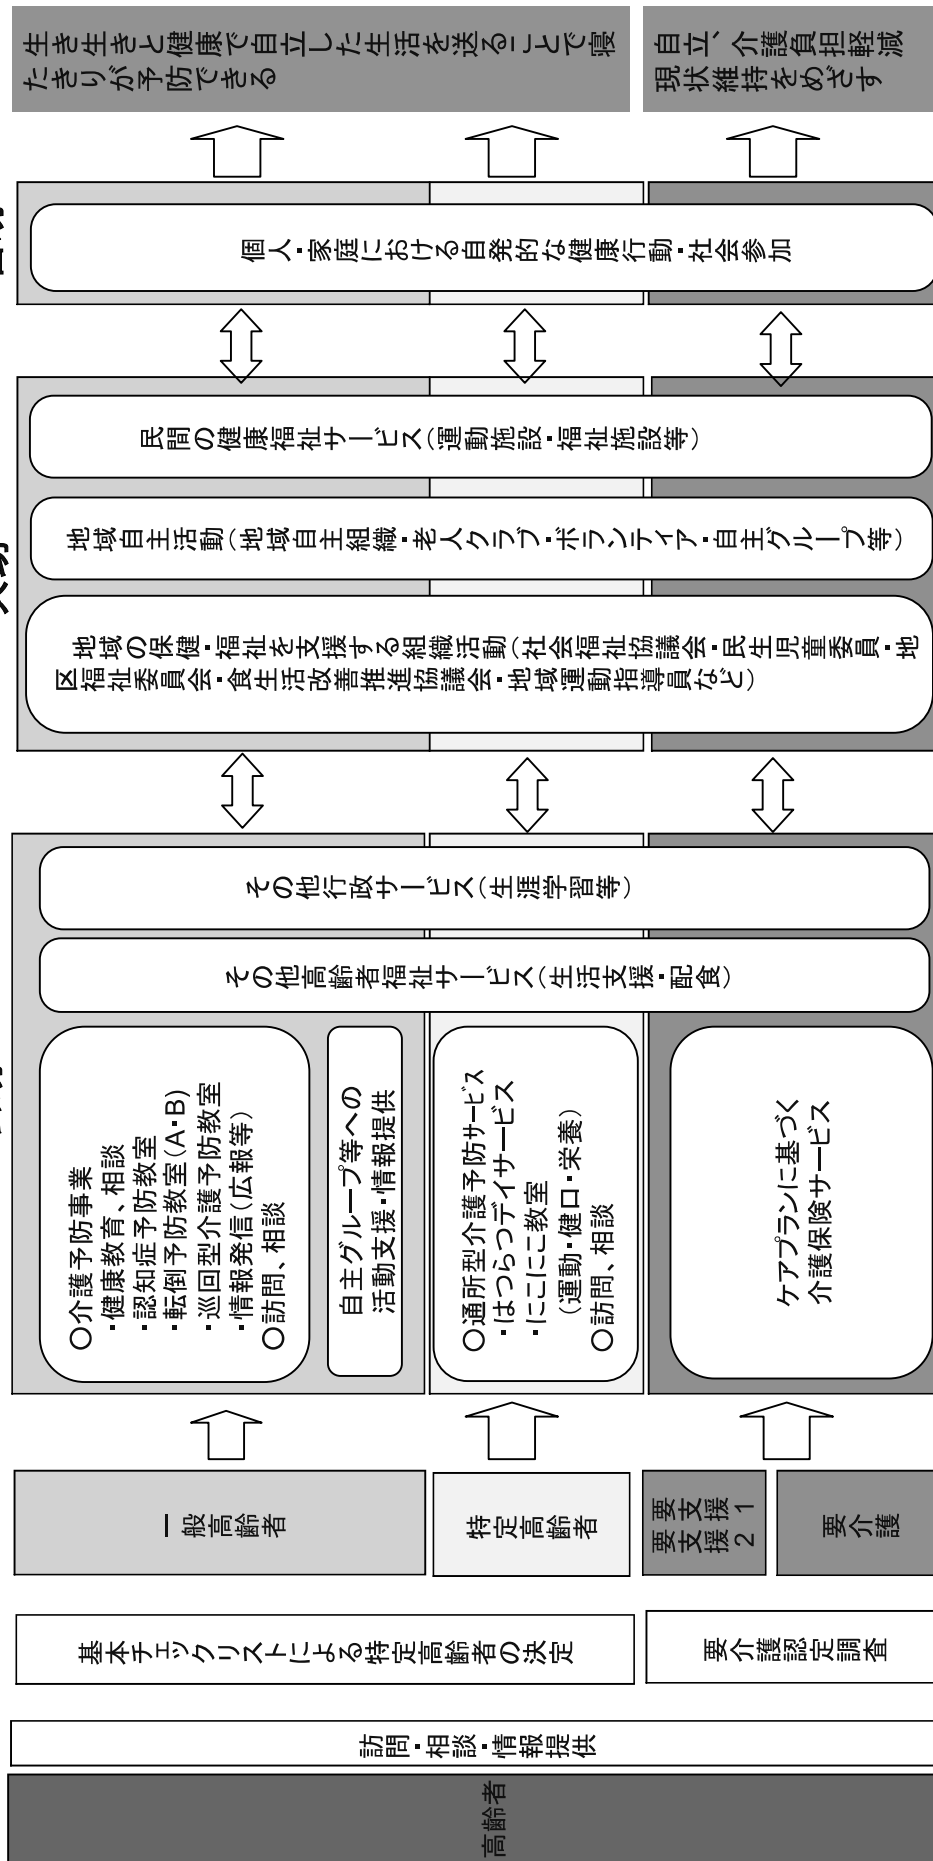 高齢者
訪問・相談・情報提供
基本チェックリストによる特定高齢者の決定
要介護認定調査
一般高齢者
特定高齢者
要支援１
要支援２
要介護
○介護予防事業
・健康教育、相談
・認知症予防教室
・転倒予防教室(A・B)
・巡回型介護予防教室
・情報発信(広報等)
○訪問、相談
自主グループ等への
活動支援・情報提供
○通所型介護予防サービス
・はつらつデイサービス
・にこにこ教室
(運動・健口・栄養)
○訪問、相談
ケアプランに基づく
介護保険サービス
その他高齢者福祉サービス(生活支援・配食)
その他行政サービス(生涯学習等)
地域の保健・福祉を支援する組織活動(社会福祉協議会・民生児童委員・地
区福祉委員会・食生活改善推進協議会・地域運動指導員など)
地域自主活動(地域自主組織・老人クラブ・ボランティア・自主グループ等)
民間の健康福祉サービス(運動施設・福祉施設等)
個人・家庭における自発的な健康行動・社会参加
生き生きと健康で自立した生活を送ることで寝
たきりが予防できる
自立、介護負担軽減
現状維持をめざす